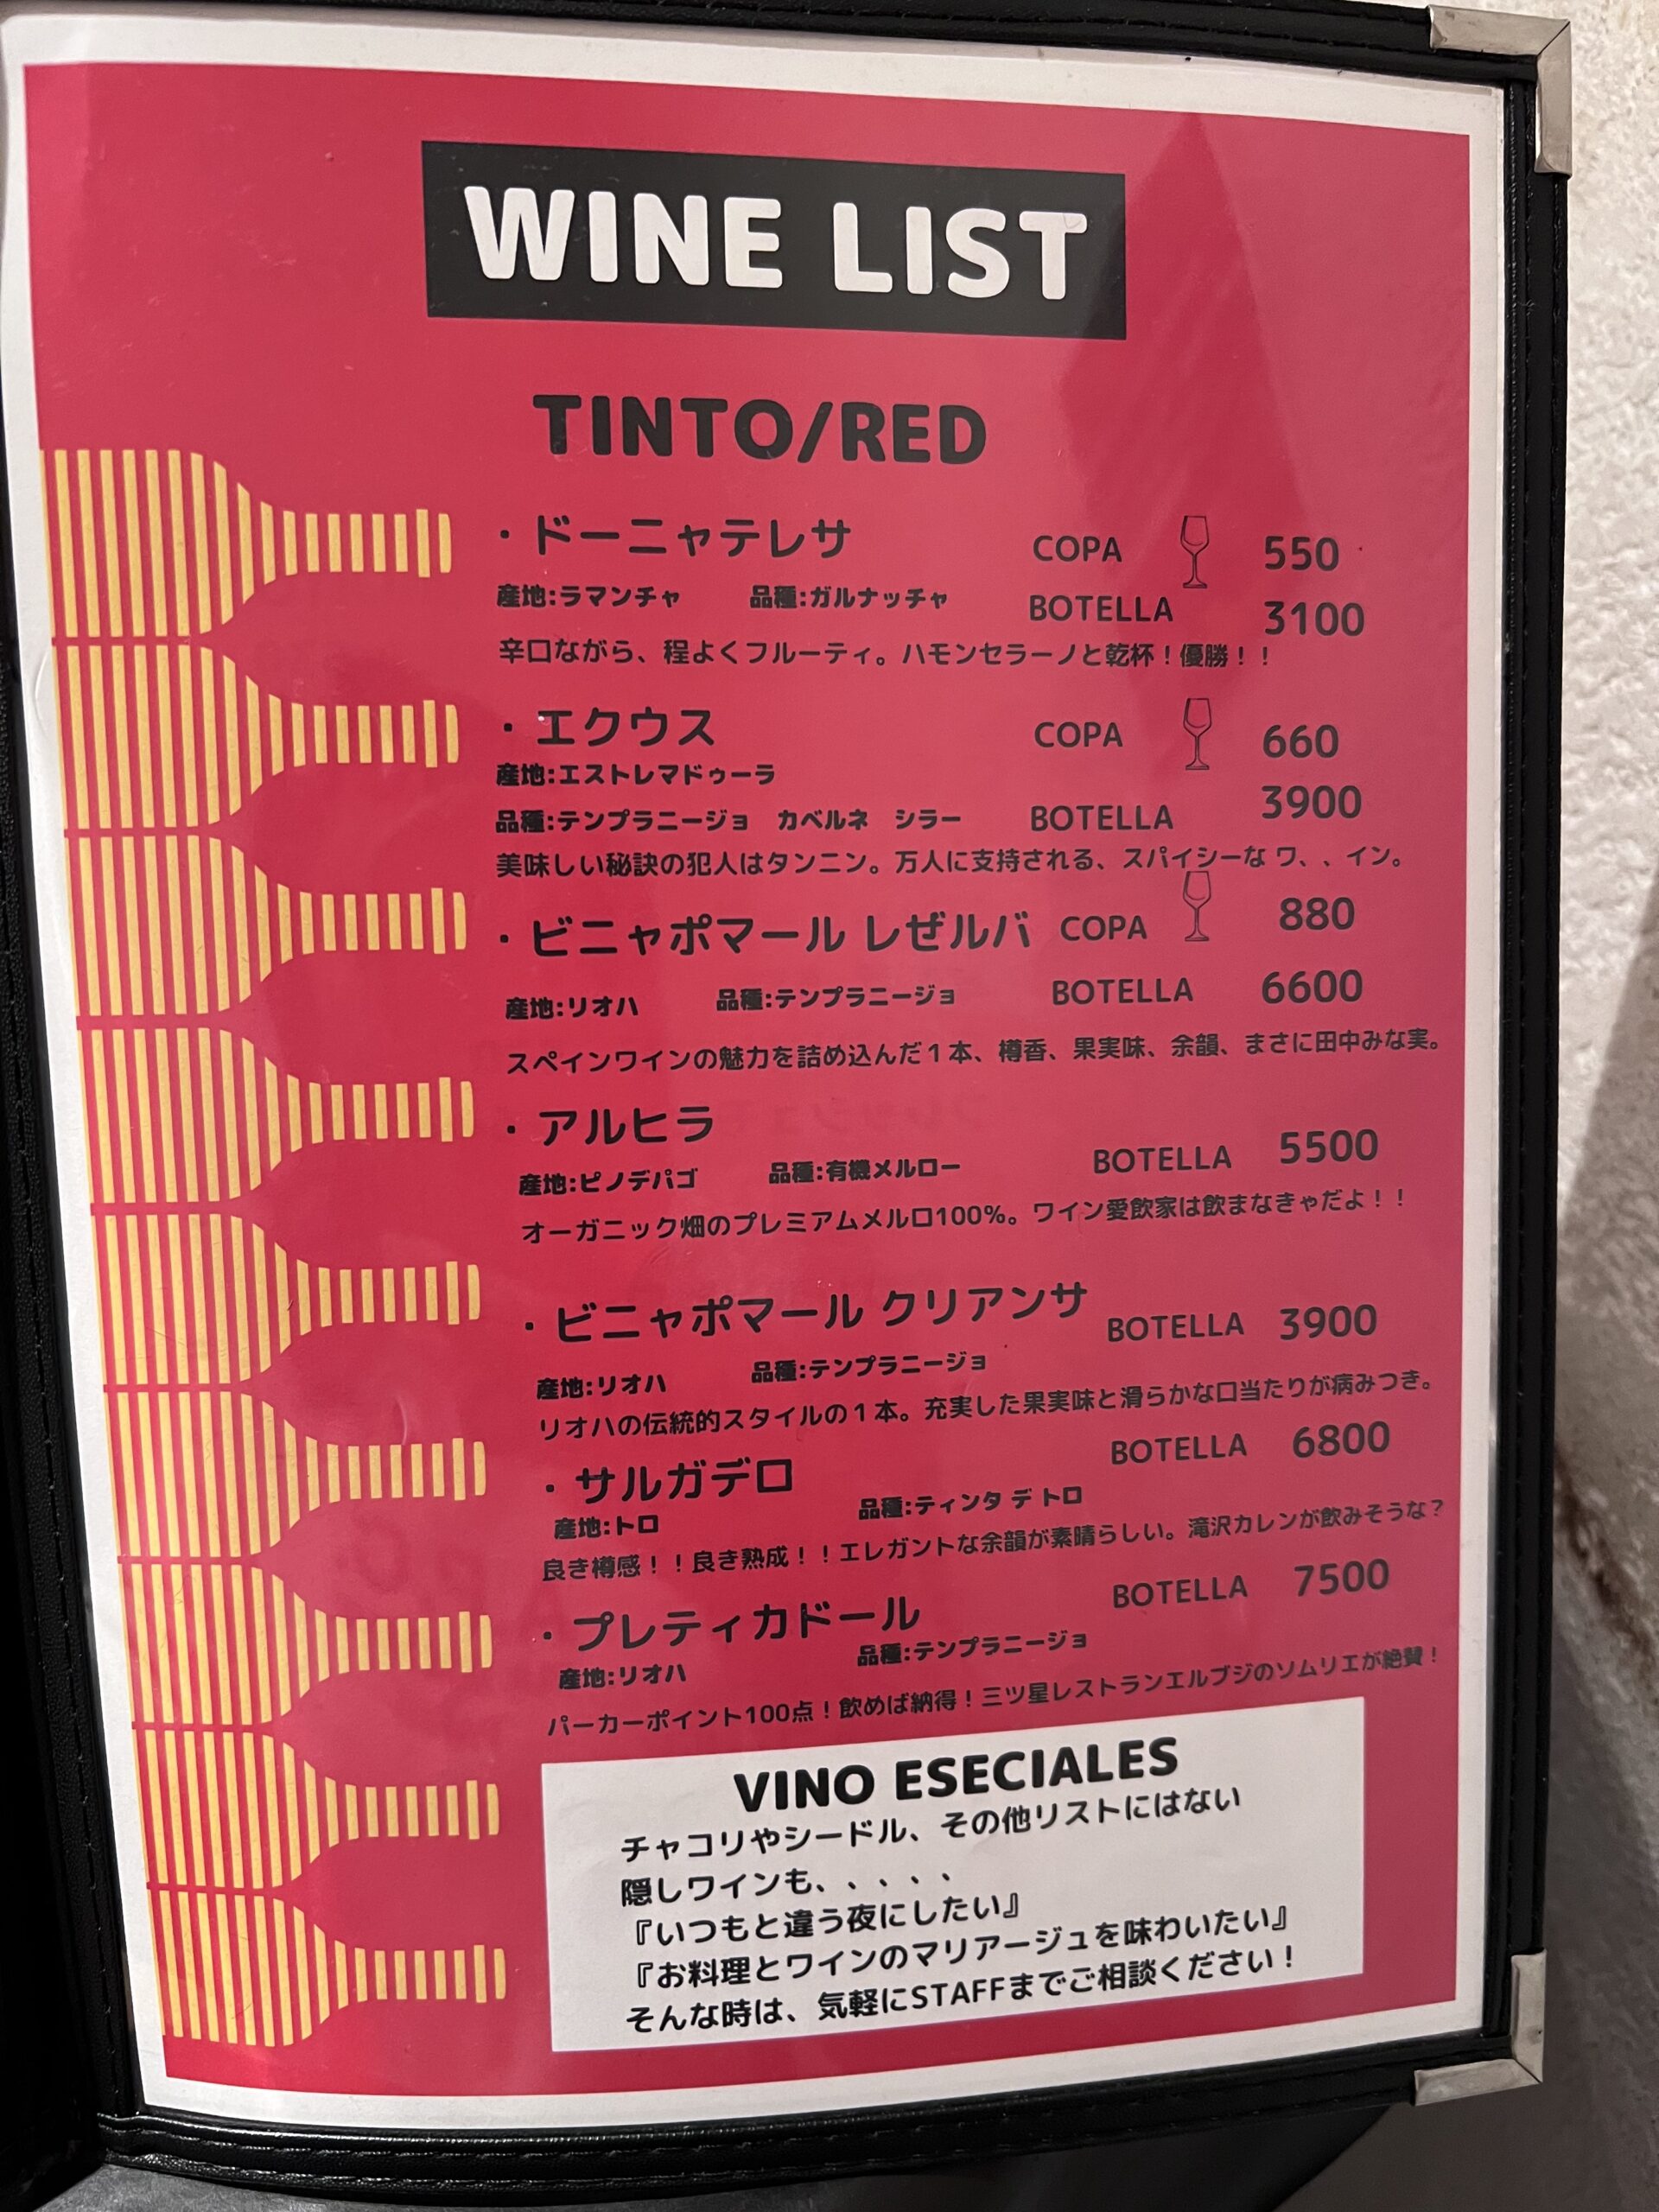 WINE LIST
TINTO/RED
・ドーニャテレサ COPA 550
産地:ラマンチャ 品種:ガルナッチャ BOTELLA 3100
辛口ながら、程よくフルーティ。ハモンセラーノと乾杯！優勝！！
・エクウス COPA 660
産地:エストレマドゥーラ
品種:テンプラニージョ カベルネ シラー BOTELLA 3900
美味しい秘訣の犯人はタンニン。万人に支持される、スパイシーな ワ、、イン。
・ビニャポマール レぜルバ COPA 880
産地:リオハ 品種:テンプラニージョ BOTELLA 6600
スペインワインの魅力を詰め込んだ１本、樽香、果実味、余韻、まさに田中みな実。
・アルヒラ
産地:ピノデパゴ 品種:有機メルロー BOTELLA 5500
オーガニック畑のプレミアムメルロ100%。ワイン愛飲家は飲まなきゃだよ！！
・ビニャポマール クリアンサ BOTELLA 3900
産地:リオハ 品種:テンプラニージョ
リオハの伝統的スタイルの１本。充実した果実味と滑らかな口当たりが病みつき。
・サルガデロ BOTELLA 6800
産地:トロ 品種:ティンタ デ トロ
良き樽感！！良き熟成！！エレガントな余韻が素晴らしい。滝沢カレンが飲みそうな？
・プレティカドール BOTELLA 7500
産地:リオハ 品種:テンプラニージョ
パーカーポイント100点！飲めば納得！三ツ星レストランエルブジのソムリエが絶賛！
VINO ESECIALES
チャコリやシードル、その他リストにはない
隠しワインも、、、、、
『いつもと違う夜にしたい』
『お料理とワインのマリアージュを味わいたい』
そんな時は、気軽にSTAFFまでご相談ください！